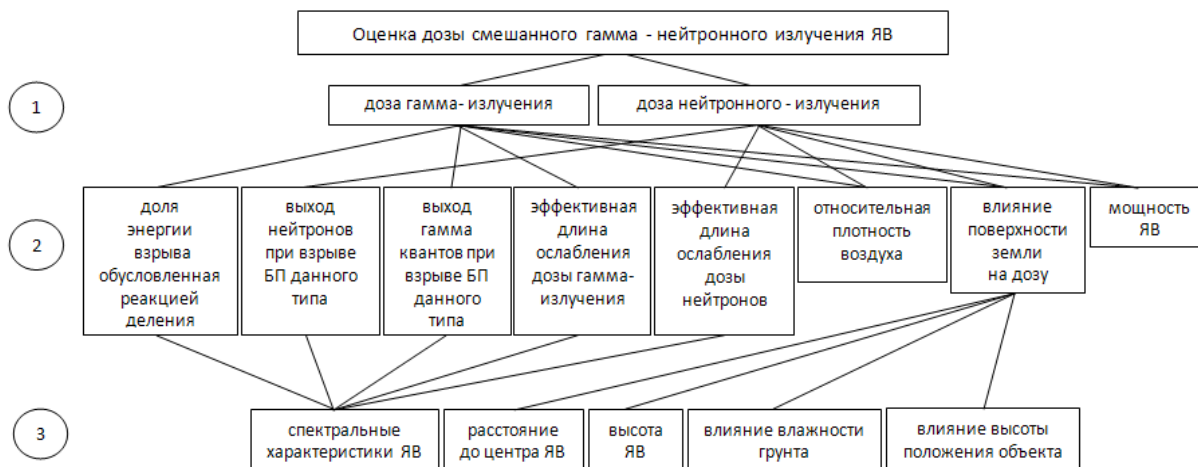 Оценка дозы смешанного гамма - нейтронного излучения ЯВ
1
доза гамма- излучения
доза нейтронного - излучения
2
доля
энергии
взрыва
обусловленная
реакцией
деления
выход
нейтронов
при взрыве
БП данного
типа
выход
гамма
квантов при
взрыве БП
данного
типа
эффективная
длина
ослабления
дозы гамма-
излучения
эффективная
длина
ослабления
дозы
нейтронов
относительная
плотность
воздуха
влияние
поверхности
земли
на дозу
мощность
ЯВ
3
спектральные
характеристики ЯВ
расстояние
до центра ЯВ
высота
ЯВ
влияние влажности
грунта
влияние высоты
положения объекта